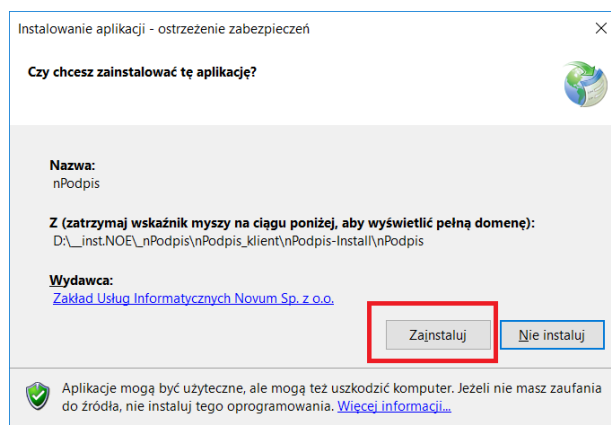 Instalowanie aplikacji - ostrzeżenie zabezpieczeń
Czy chcesz zainstalować tę aplikację?
Nazwa:
nPodpis
Z (zatrzymaj wskaźnik myszy na ciągu poniżej, aby wyświetlić pełną domenę):
D:\__inst.NOE\_nPodpis\nPodpis_klient\nPodpis-Install\nPodpis
Wydawca:
Zakład Usług Informatycznych Novum Sp. z o.o.
Zainstaluj
Nie instaluj
Aplikacje mogą być użyteczne, ale mogą też uszkodzić komputer. Jeżeli nie masz zaufania
do źródła, nie instaluj tego oprogramowania. Więcej informacji...